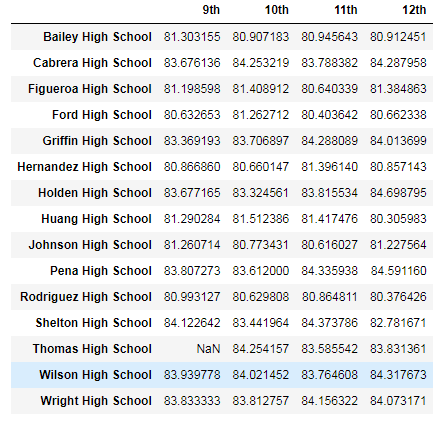 9th 10th 11th 12th
Bailey High School 81.303155 80.907183 80.945643 80.912451
Cabrera High School 83.676136 84.253219 83.788382 84.287958
Figueroa High School 81.198598 81.408912 80.640339 81.384863
Ford High School 80.632653 81.262712 80.403642 80.662338
Griffin High School 83.369193 83.706897 84.288089 84.013699
Hernandez High School 80.866860 80.660147 81.396140 80.857143
Holden High School 83.677165 83.324561 83.815534 84.698795
Huang High School 81.290284 81.512386 81.417476 80.305983
Johnson High School 81.260714 80.773431 80.616027 81.227564
Pena High School 83.807273 83.612000 84.335938 84.591160
Rodriguez High School 80.993127 80.629808 80.864811 80.376426
Shelton High School 84.122642 83.441964 84.373786 82.781671
Thomas High School NaN 84.254157 83.585542 83.831361
Wilson High School 83.939778 84.021452 83.764608 84.317673
Wright High School 83.833333 83.812757 84.156322 84.073171